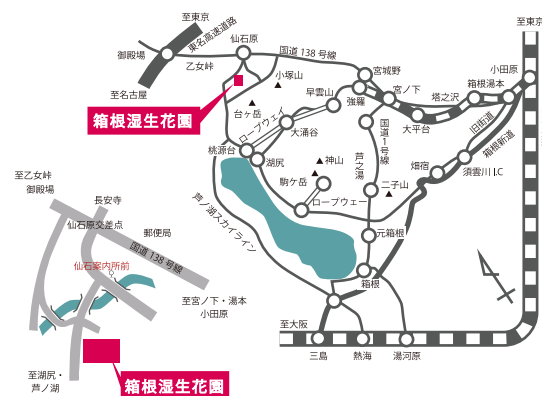 至東京
東名高速道路
仙石原
国道 138 号線
至東京
御殿場
乙女峠
小塚山
宮城野
小田原
至名古屋
早雲山
強羅
宮ノ下
塔之沢
箱根湯本
箱根湿生花園
台ヶ岳
ロープウェイ
大涌谷
大平台
旧街道
国道1号線
箱根新道
桃源台
湖尻
神山
芦之湯
畑宿
須雲川 I.C
至乙女峠
御殿場
駒ケ岳
二子山
長安寺
芦ノ湖スカイライン
ロープウェー
仙石原交差点
郵便局
元箱根
国道 138 号線
仙石案内所前
箱根
至宮ノ下・湯本
小田原
至大阪
三島
熱海
湯河原
至湖尻・
芦ノ湖
箱根湿生花園